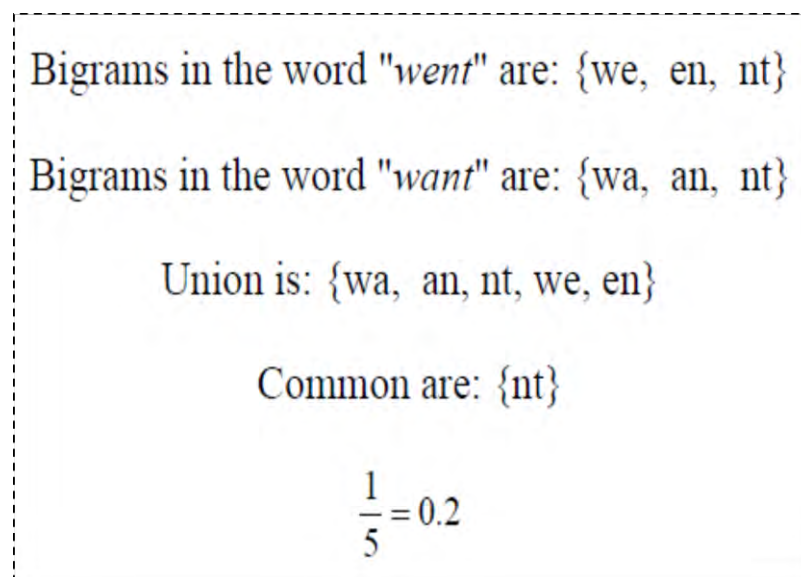 Bigrams in the word "went" are: {we, en, nt}
Bigrams in the word "want" are: {wa, an, nt}
Union is: {wa, an, nt, we, en}
Common are: {nt}
1/5 = 0.2